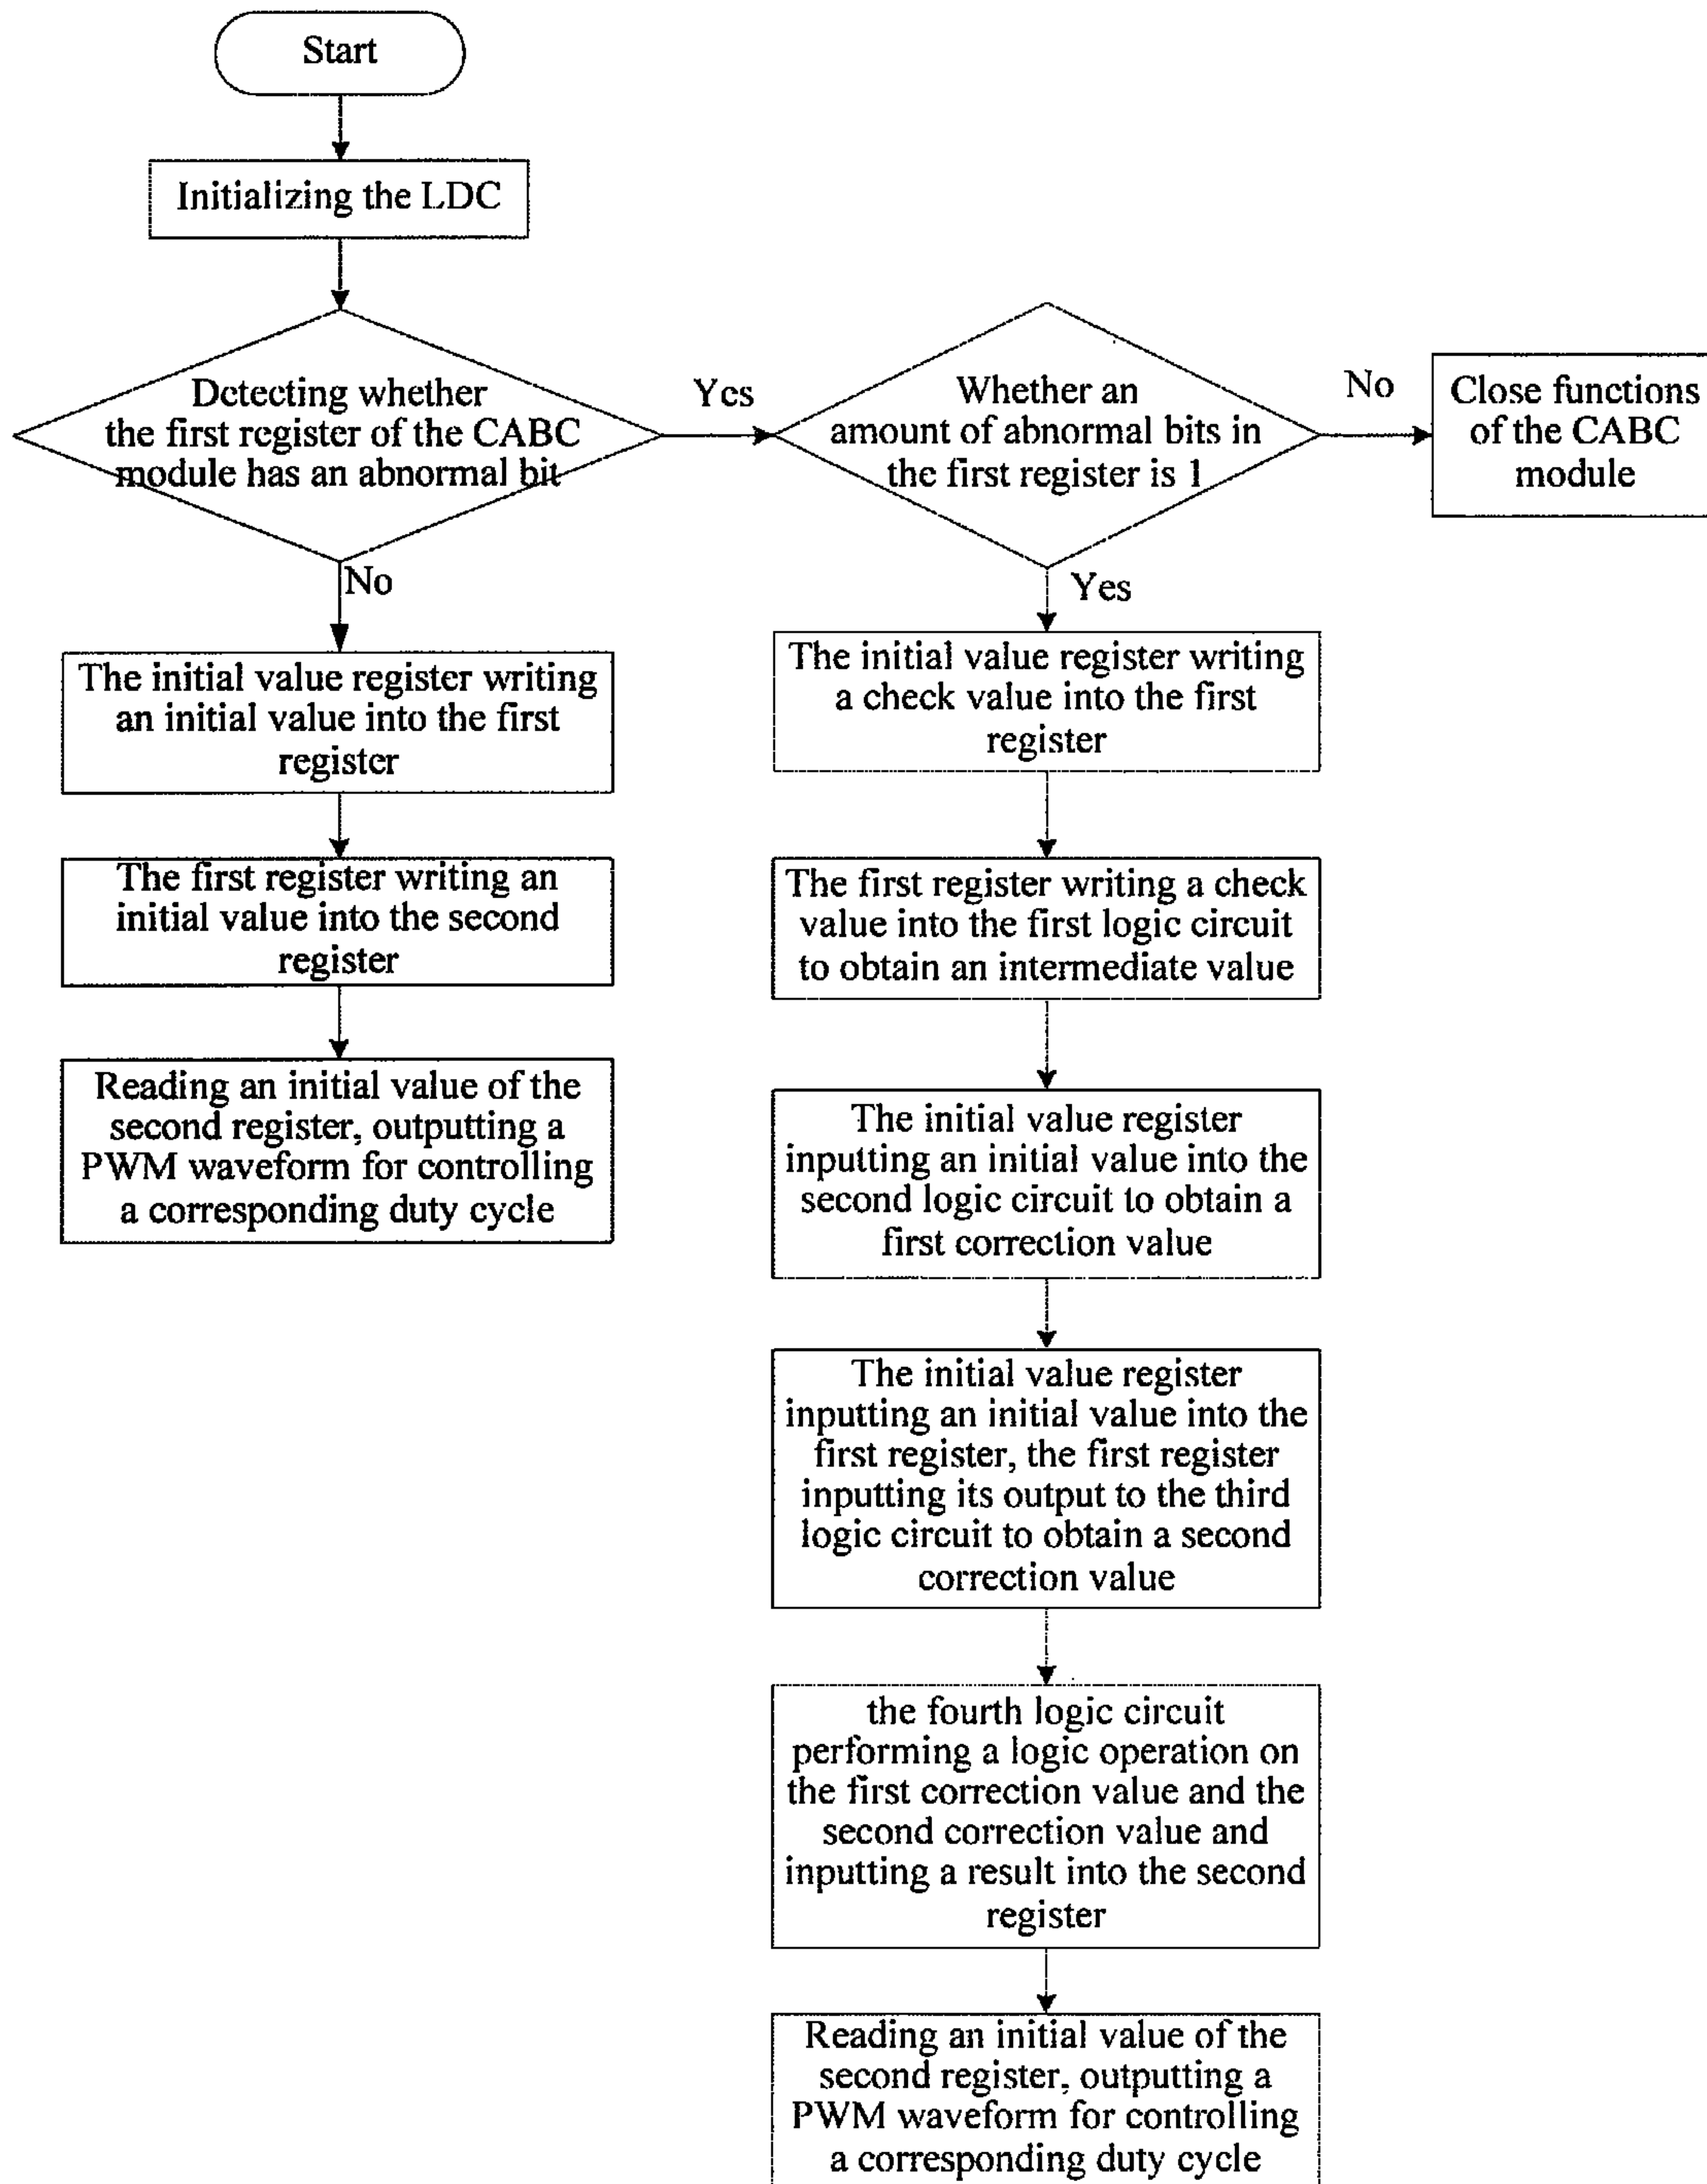 Start
Initializing the LDC
Detecting whether
the first register of the CABC
module has an abnormal bit
Yes
Whether an
amount of abnormal bits in
the first register is 1
No
Close functions
of the CABC
module
No
The initial value register writing
an initial value into the first
register
The first register writing an
initial value into the second
register
Reading an initial value of the
second register, outputting a
PWM waveform for controlling
a corresponding duty cycle
Yes
The initial value register writing
a check value into the first
register
The first register writing a check
value into the first logic circuit
to obtain an intermediate value
The initial value register
inputting an initial value into the
second logic circuit to obtain a
first correction value
The initial value register
inputting an initial value into the
first register, the first register
inputting its output to the third
logic circuit to obtain a second
correction value
the fourth logic circuit
performing a logic operation on
the first correction value and the
second correction value and
inputting a result into the second
register
Reading an initial value of the
second register, outputting a
PWM waveform for controlling
a corresponding duty cycle